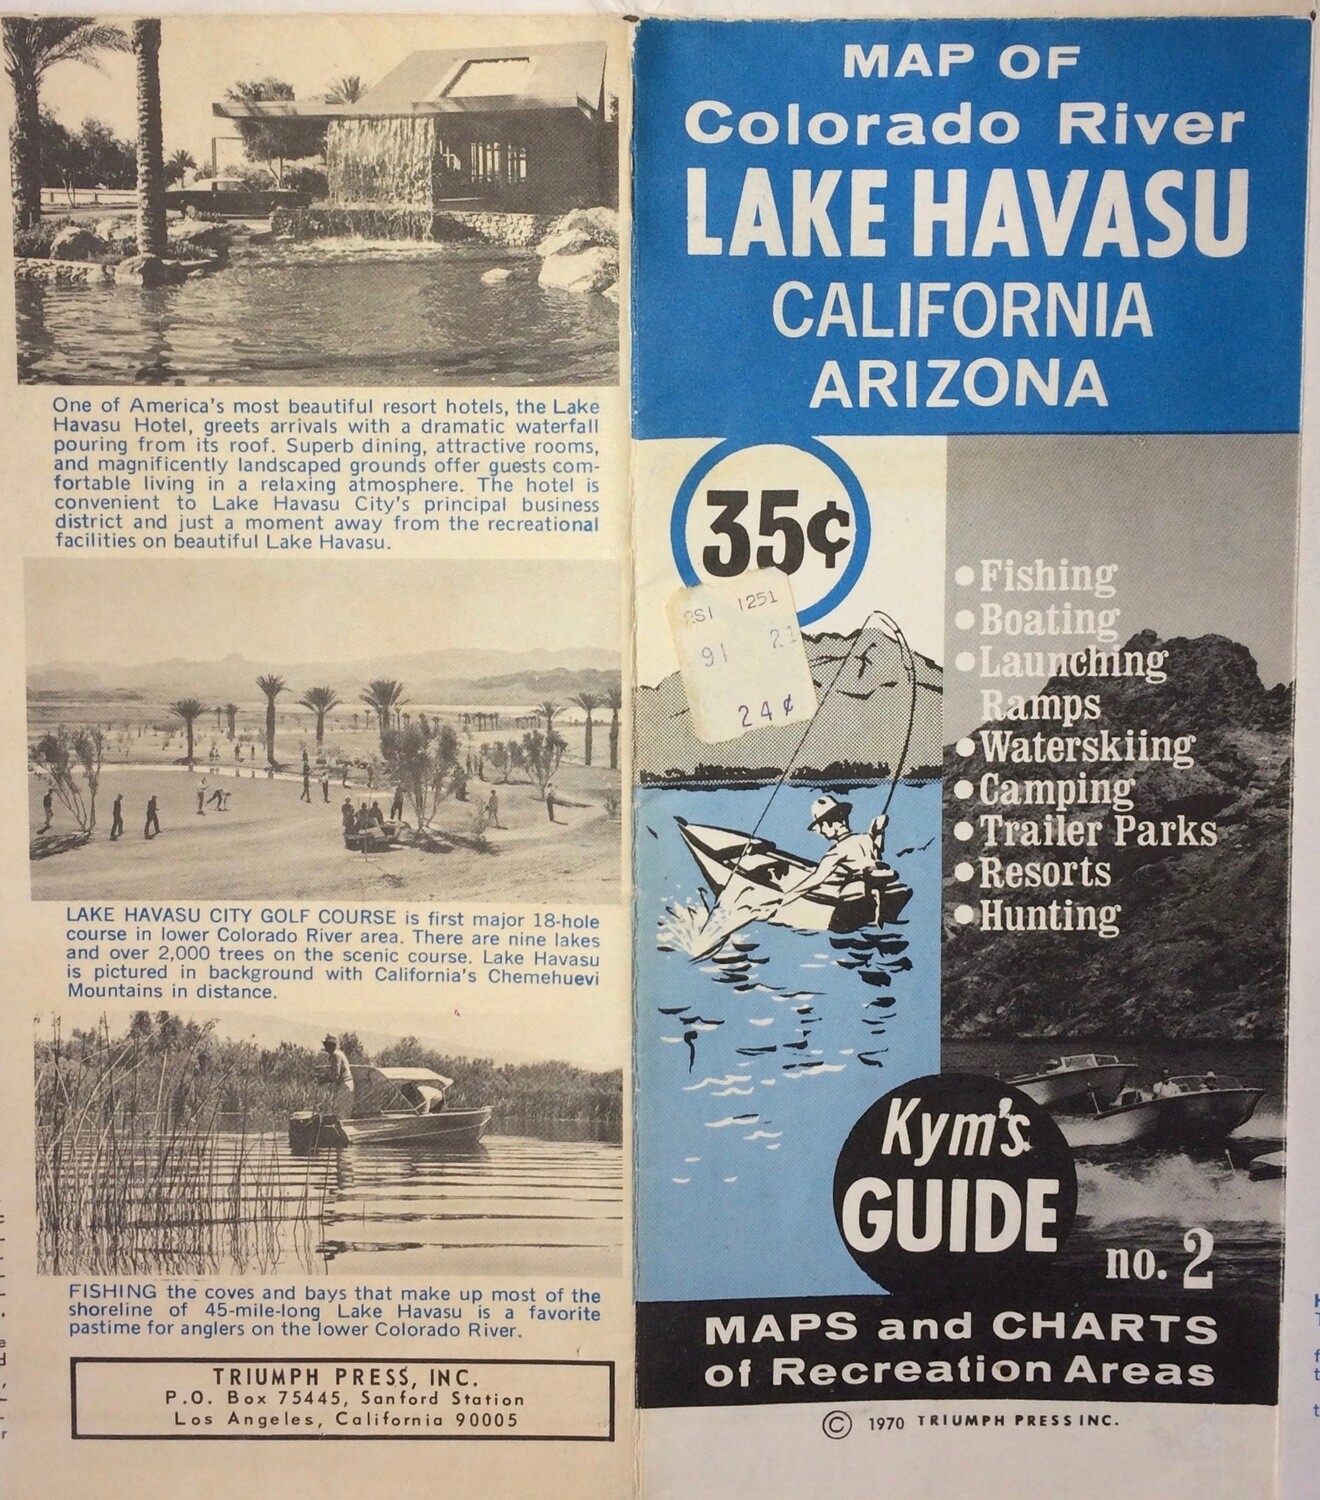 One of America's most beautiful resort hotels, the Lake
Havasu Hotel, greets arrivals with a dramatic waterfall
pouring from its roof. Superb dining, attractive rooms,
and magnificently landscaped grounds offer guests com-
fortable living in a relaxing atmosphere. The hotel is
convenient to Lake Havasu City's principal business
district and just a moment away from the recreational
facilities on beautiful Lake Havasu.
LAKE HAVASU CITY GOLF COURSE is first major 18-hole
course in lower Colorado River area. There are nine lakes
and over 2,000 trees on the scenic course. Lake Havasu
is pictured in background with California's Chemehuevi
Mountains in distance.
FISHING the coves and bays that make up most of the
shoreline of 45-mile-long Lake Havasu is a favorite
pastime for anglers on the lower Colorado River.
TRIUMPH PRESS, INC.
P.O. Box 75445, Sanford Station
Los Angeles, California 90005
MAP OF
Colorado River
LAKE HAVASU
CALIFORNIA
ARIZONA
35¢
1251
91 21
24¢
• Fishing
• Boating
• Launching
Ramps
• Waterskiing
• Camping
• Trailer Parks
• Resorts
• Hunting
Kym's
GUIDE
no. 2
MAPS and CHARTS
of Recreation Areas
© 1970 TRIUMPH PRESS INC.